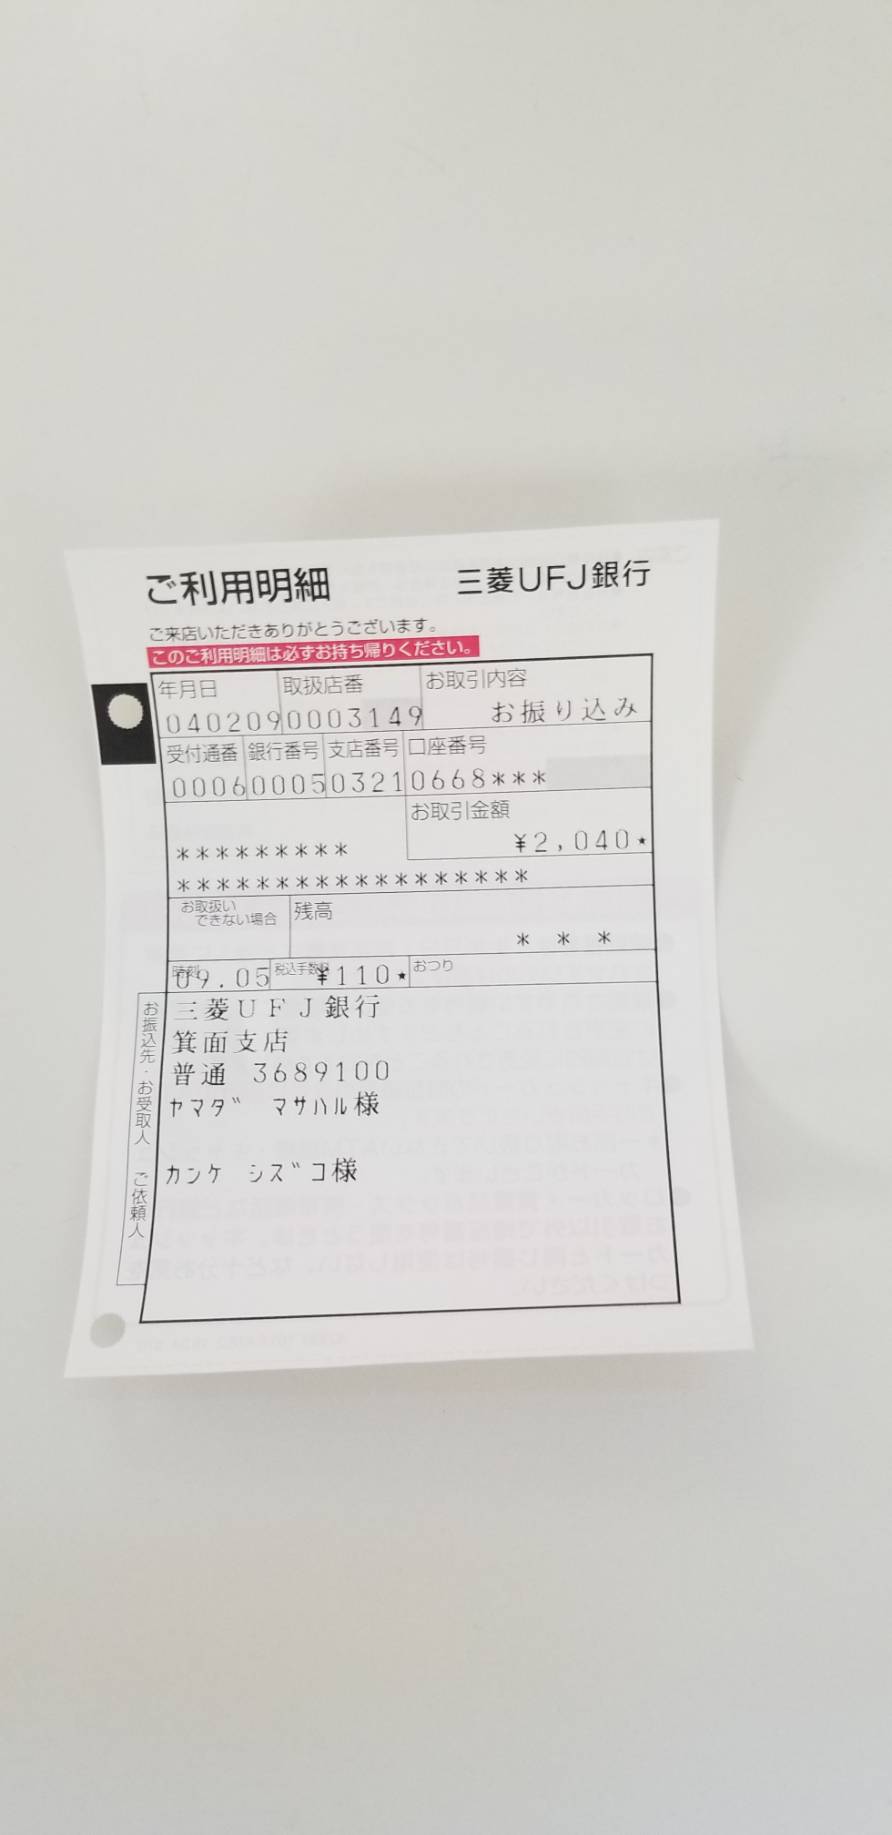 ご利用明細 三菱UFJ銀行
ご来店いただきありがとうございます。
このご利用明細は必ずお持ち帰りください。
年月日 取扱店番 お取引内容
040209 0003149 お振り込み
受付通番 銀行番号 支店番号 口座番号
0006 0005 0321 0668***
お取引金額
********* ¥2,040★
******************
お取扱いできない場合 残高
* * *
時刻 税込手数料 おつり
09.05 ¥110★
お振込先・お受取人 ご依頼人
三菱UFJ銀行
箕面支店
普通 3689100
ヤマダ゛ マサハル様
カンケ シズ゛コ様